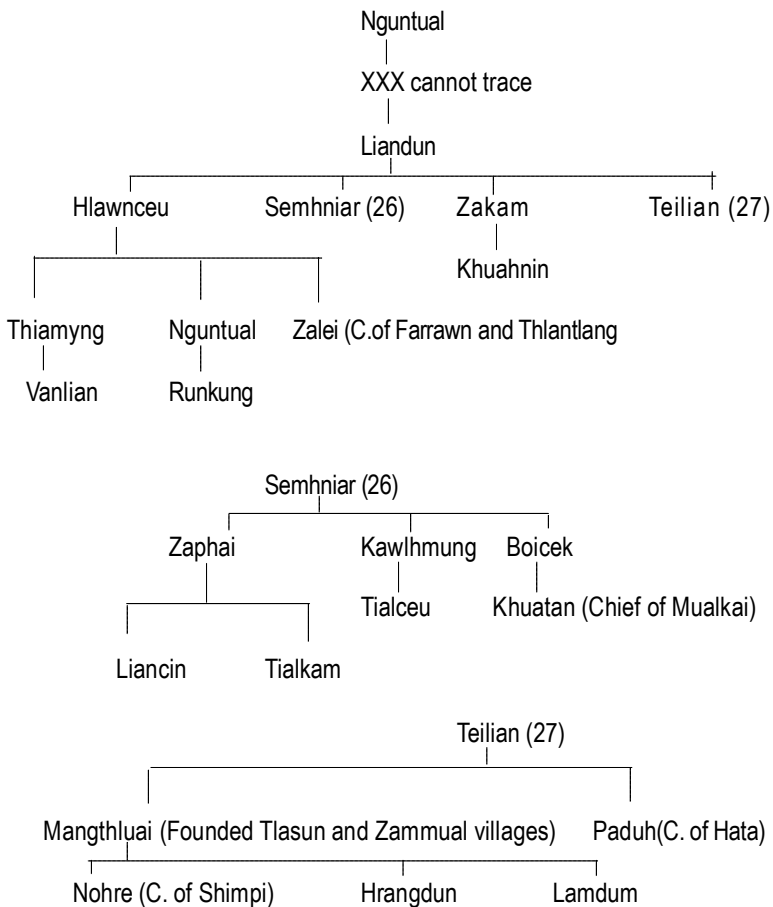 Nguntual
XXX cannot trace
Liandun
Hlawnceu Semhniar (26) Zakam Teilian (27)
Khuahnin
Thiamyng Nguntual Zalei (C.of Farrawn and Thlantlang
Vanlian Runkung
Semhniar (26)
Zaphai Kawlhmung Boicek
Tialceu Khuatan (Chief of Mualkai)
Liancin Tialkam
Teilian (27)
Mangthluai (Founded Tlasun and Zammual villages) Paduh(C. of Hata)
Nohre (C. of Shimpi) Hrangdun Lamdum